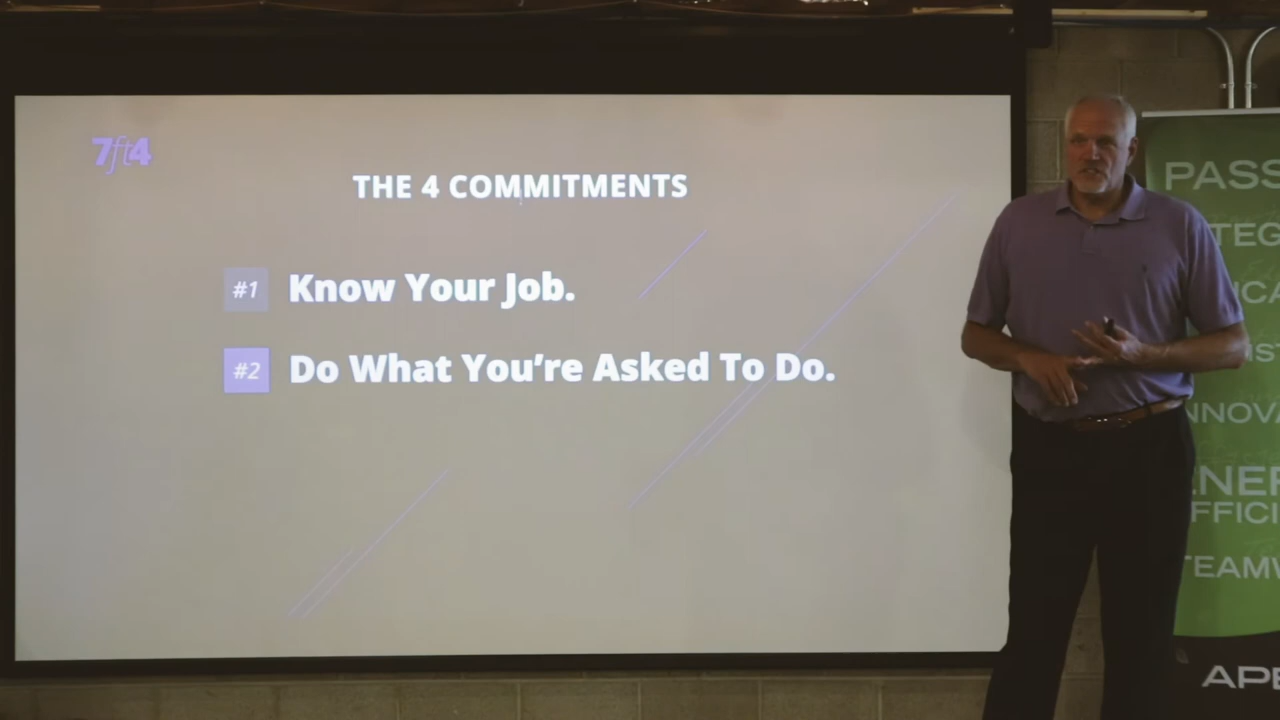 7ft4
THE 4 COMMITMENTS
#1 Know Your Job.
#2 Do What You're Asked To Do.
PASS
TEG
ICA
IST
NNOVA
ENER
FFICI
TEAMW
APE